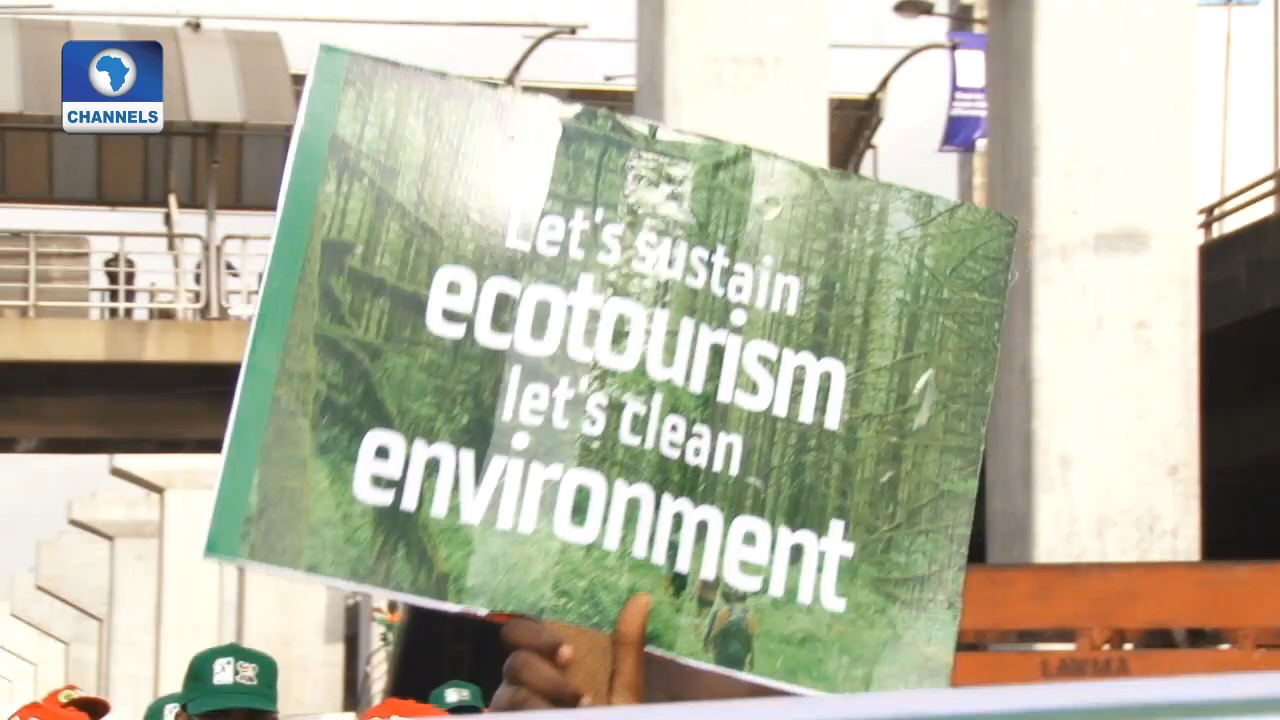 CHANNELS
Let's sustain
ecotourism
let's clean
environment
LAWMA